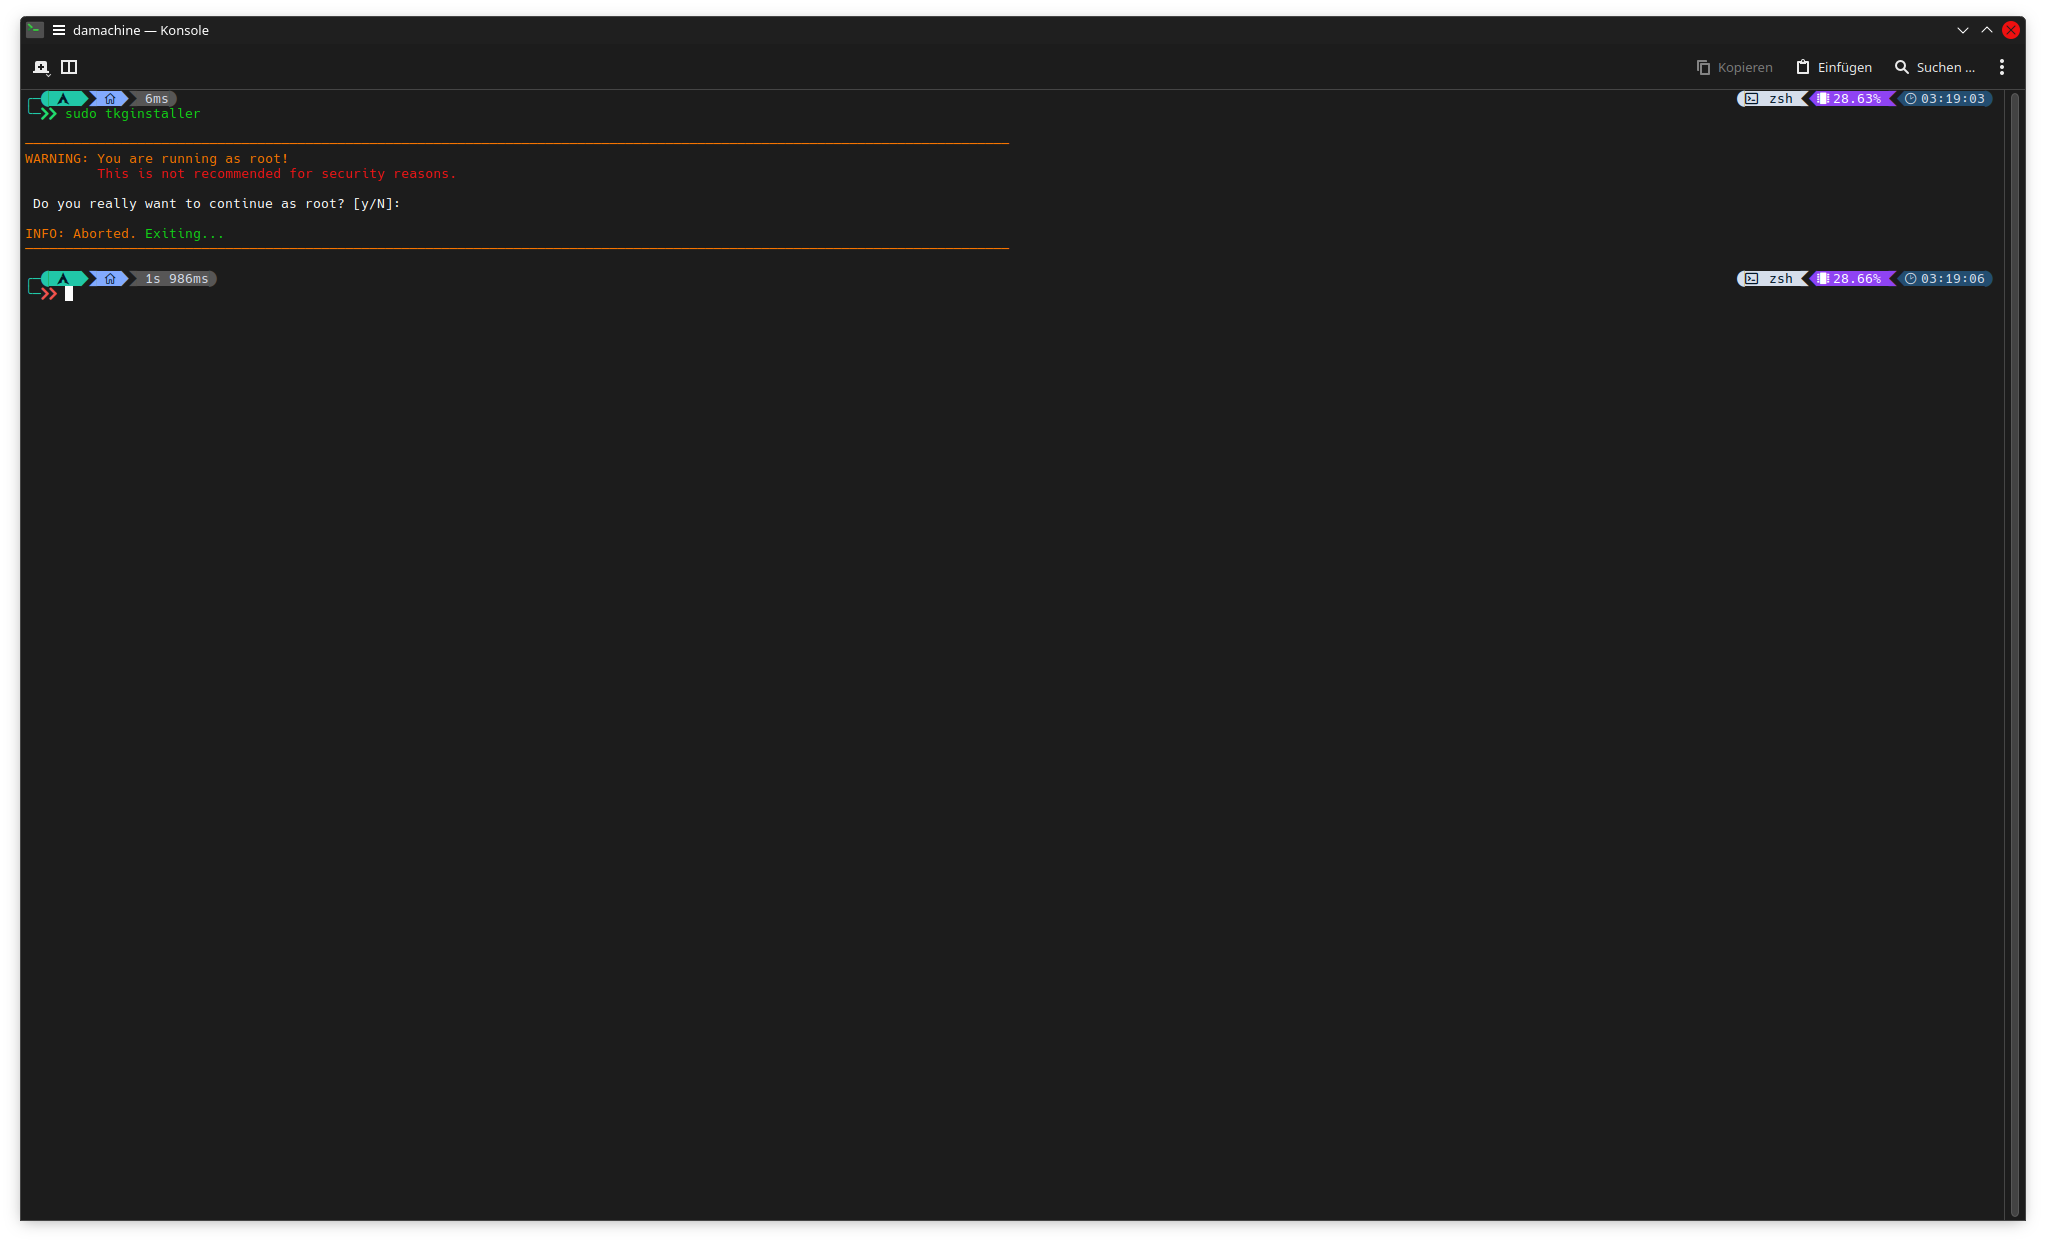 damachine — Konsole
Kopieren Einfügen Suchen ...
6ms zsh 28.63% 03:19:03
sudo tkginstaller
WARNING: You are running as root!
This is not recommended for security reasons.
Do you really want to continue as root? [y/N]:
INFO: Aborted. Exiting...
1s 986ms zsh 28.66% 03:19:06